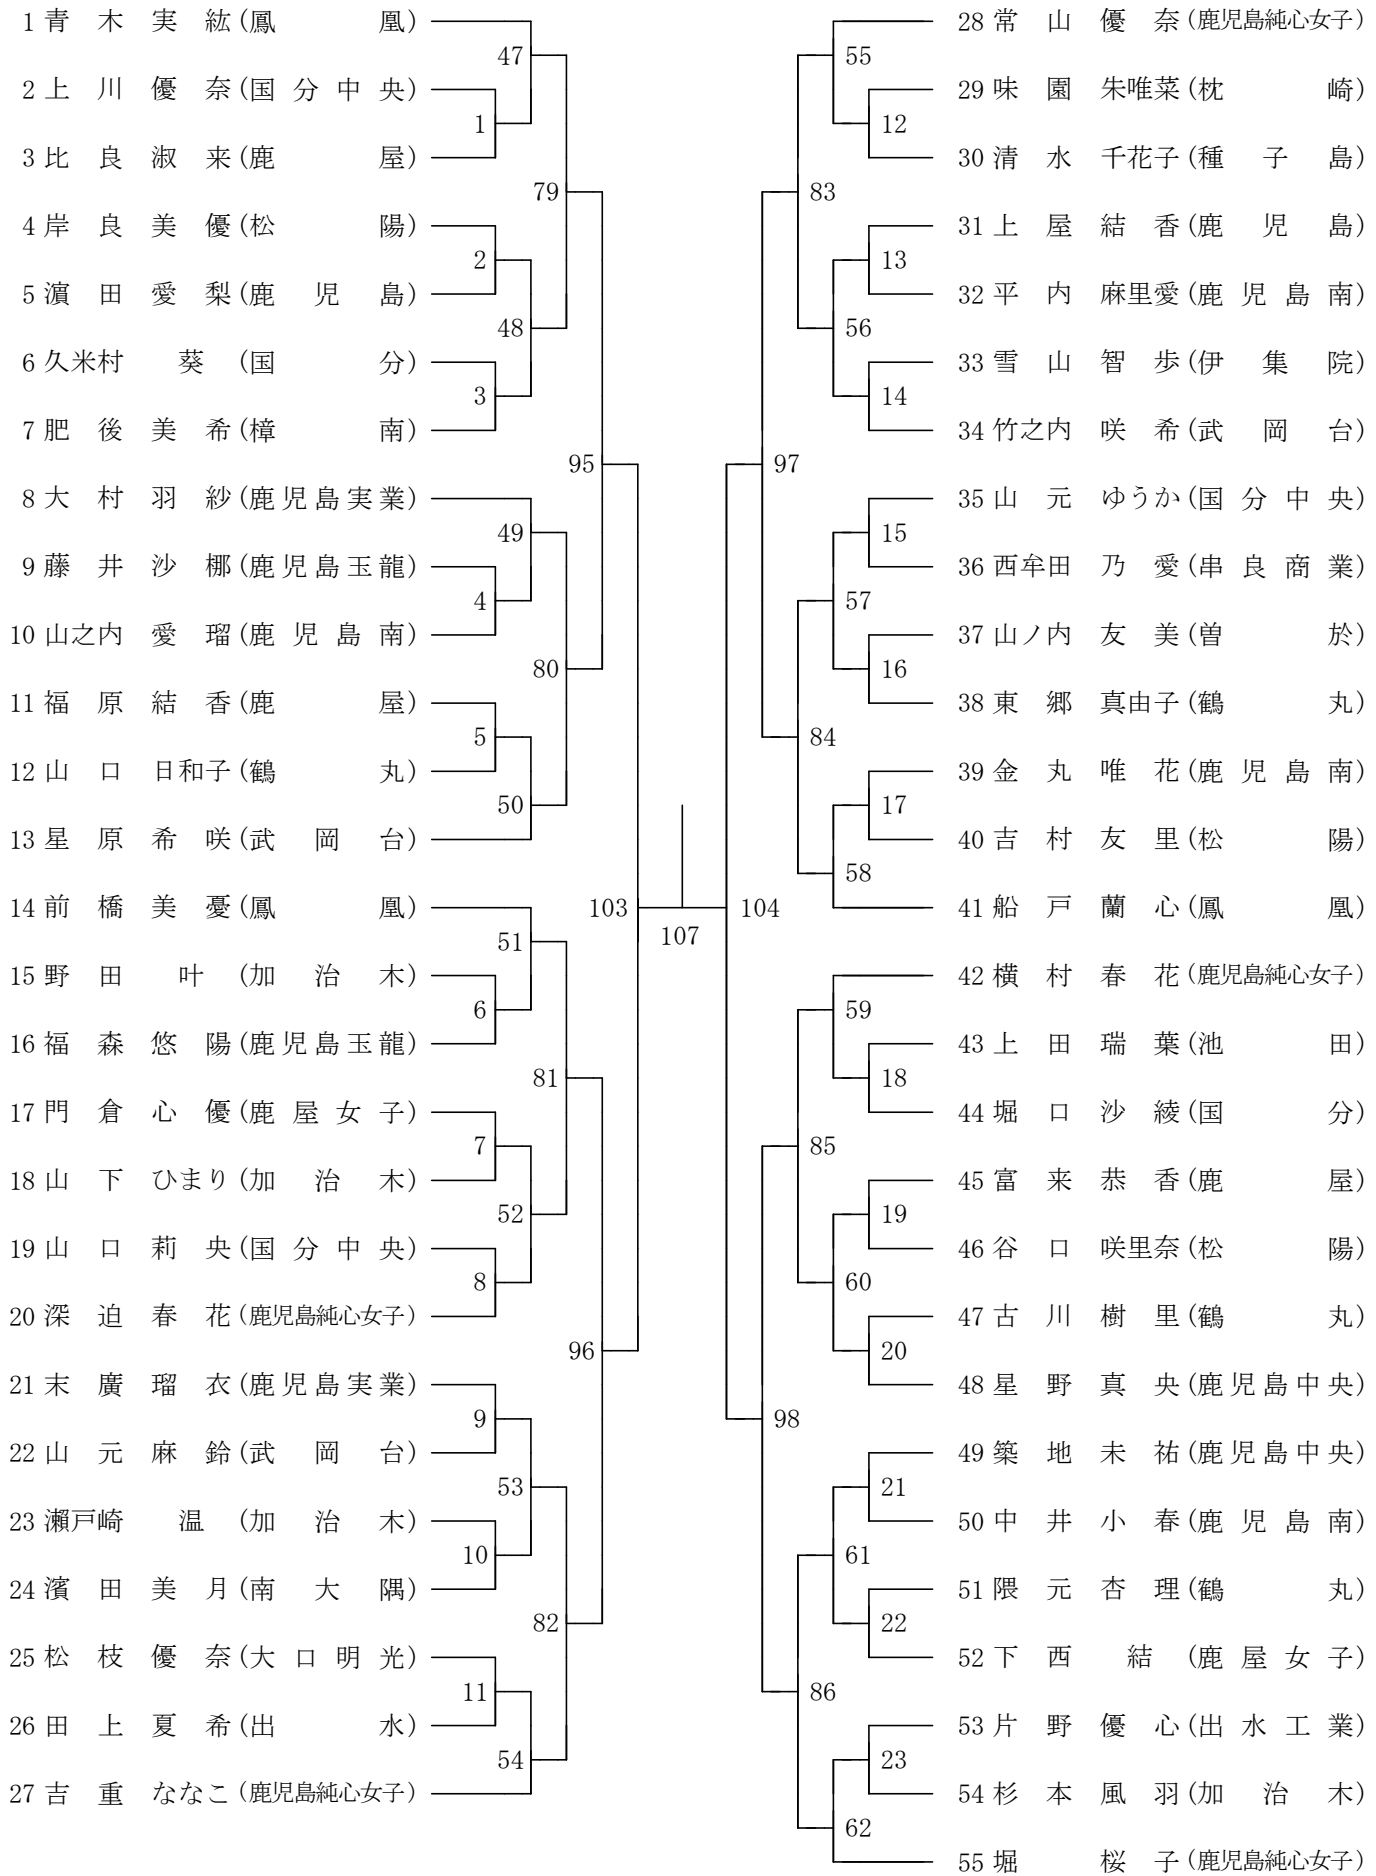 1 青木実紘 (鳳凰)
47
2 上川優奈 (国分中央)
1
3 比良淑来 (鹿屋)
79
4 岸良美優 (松陽)
2
5 濵田愛梨 (鹿児島)
48
6 久米村葵 (国分)
3
7 肥後美希 (樟南)
95
8 大村羽紗 (鹿児島実業)
49
9 藤井沙梛 (鹿児島玉龍)
4
10 山之内愛瑠 (鹿児島南)
80
11 福原結香 (鹿屋)
5
12 山口日和子 (鶴丸)
50
13 星原希咲 (武岡台)
14 前橋美憂 (鳳凰)
103
51
15 野田叶 (加治木)
6
16 福森悠陽 (鹿児島玉龍)
81
17 門倉心優 (鹿屋女子)
7
18 山下ひまり (加治木)
52
19 山口莉央 (国分中央)
8
20 深迫春花 (鹿児島純心女子)
96
21 末廣瑠衣 (鹿児島実業)
9
22 山元麻鈴 (武岡台)
53
23 瀬戸崎温 (加治木)
10
24 濱田美月 (南大隅)
82
25 松枝優奈 (大口明光)
11
26 田上夏希 (出水)
54
27 吉重ななこ (鹿児島純心女子)
107
28 常山優奈 (鹿児島純心女子)
55
29 味園朱唯菜 (枕崎)
12
30 清水千花子 (種子島)
83
31 上屋結香 (鹿児島)
13
32 平内麻里愛 (鹿児島南)
56
33 雪山智歩 (伊集院)
14
34 竹之内咲希 (武岡台)
97
35 山元ゆうか (国分中央)
15
36 西牟田乃愛 (串良商業)
57
37 山ノ内友美 (曽於)
16
38 東郷真由子 (鶴丸)
84
39 金丸唯花 (鹿児島南)
17
40 吉村友里 (松陽)
58
41 船戸蘭心 (鳳凰)
104
42 横村春花 (鹿児島純心女子)
59
43 上田瑞葉 (池田)
18
44 堀口沙綾 (国分)
85
45 富来恭香 (鹿屋)
19
46 谷口咲里奈 (松陽)
60
47 古川樹里 (鶴丸)
20
48 星野真央 (鹿児島中央)
98
49 築地未祐 (鹿児島中央)
21
50 中井小春 (鹿児島南)
61
51 隈元杏理 (鶴丸)
22
52 下西結 (鹿屋女子)
86
53 片野優心 (出水工業)
23
54 杉本風羽 (加治木)
62
55 堀桜子 (鹿児島純心女子)